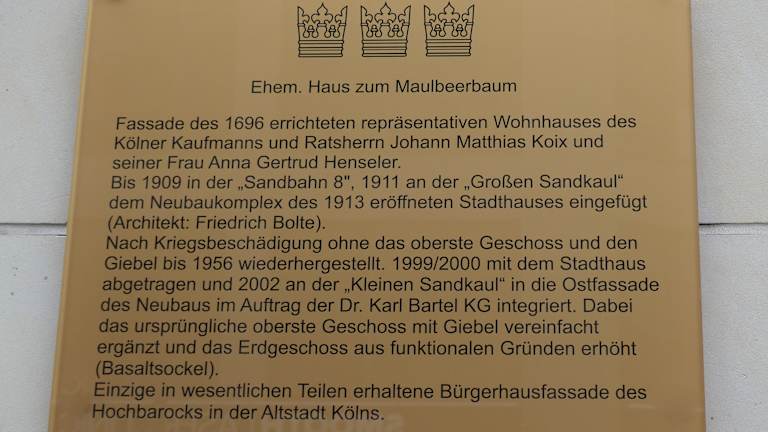 Ehem. Haus zum Maulbeerbaum
Fassade des 1696 errichteten repräsentativen Wohnhauses des
Kölner Kaufmanns und Ratsherrn Johann Matthias Koix und
seiner Frau Anna Gertrud Henseler.
Bis 1909 in der „Sandbahn 8", 1911 an der „Großen Sandkaul“
dem Neubaukomplex des 1913 eröffneten Stadthauses eingefügt
(Architekt: Friedrich Bolte).
Nach Kriegsbeschädigung ohne das oberste Geschoss und den
Giebel bis 1956 wiederhergestellt. 1999/2000 mit dem Stadthaus
abgetragen und 2002 an der „Kleinen Sandkaul“ in die Ostfassade
des Neubaus im Auftrag der Dr. Karl Bartel KG integriert. Dabei
das ursprüngliche oberste Geschoss mit Giebel vereinfacht
ergänzt und das Erdgeschoss aus funktionalen Gründen erhöht
(Basaltsockel).
Einzige in wesentlichen Teilen erhaltene Bürgerhausfassade des
Hochbarocks in der Altstadt Kölns.